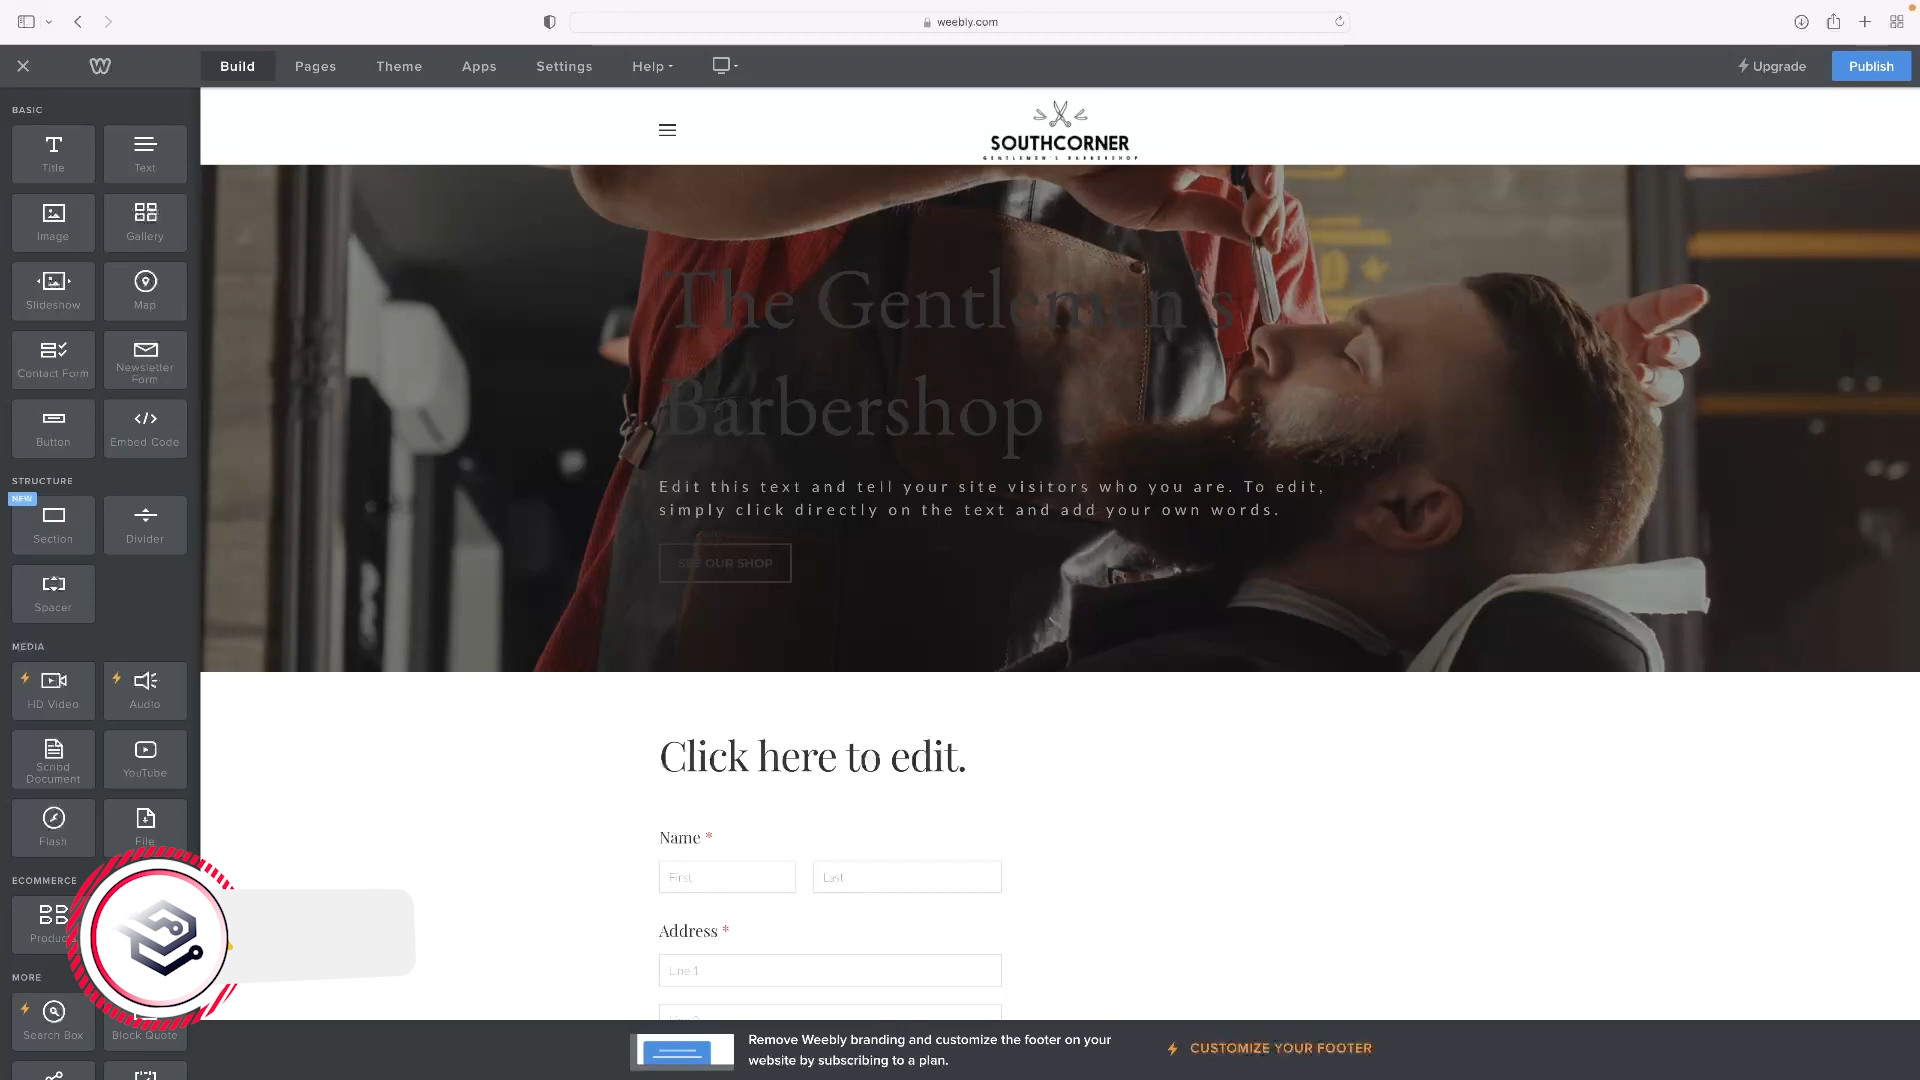 weebly.com
Build
Pages
Theme
Apps
Settings
Help
Upgrade
Publish
BASIC
Title
Text
Image
Gallery
Slideshow
Map
Contact Form
Newsletter
Form
Button
Embed Code
STRUCTURE
NEW
Section
Divider
Spacer
MEDIA
HD Video
Audio
Scribd
Document
YouTube
Flash
File
ECOMMERCE
MORE
Search Box
Block Quote
SOUTHCORNER
GENTLEMEN'S BARBERSHOP
The Gentlemen's
Barbershop
Edit this text and tell your site visitors who you are. To edit,
simply click directly on the text and add your own words.
SEE OUR SHOP
Click here to edit.
Name *
First
Last
Address *
Line 1
Remove Weebly branding and customize the footer on your
website by subscribing to a plan.
CUSTOMIZE YOUR FOOTER